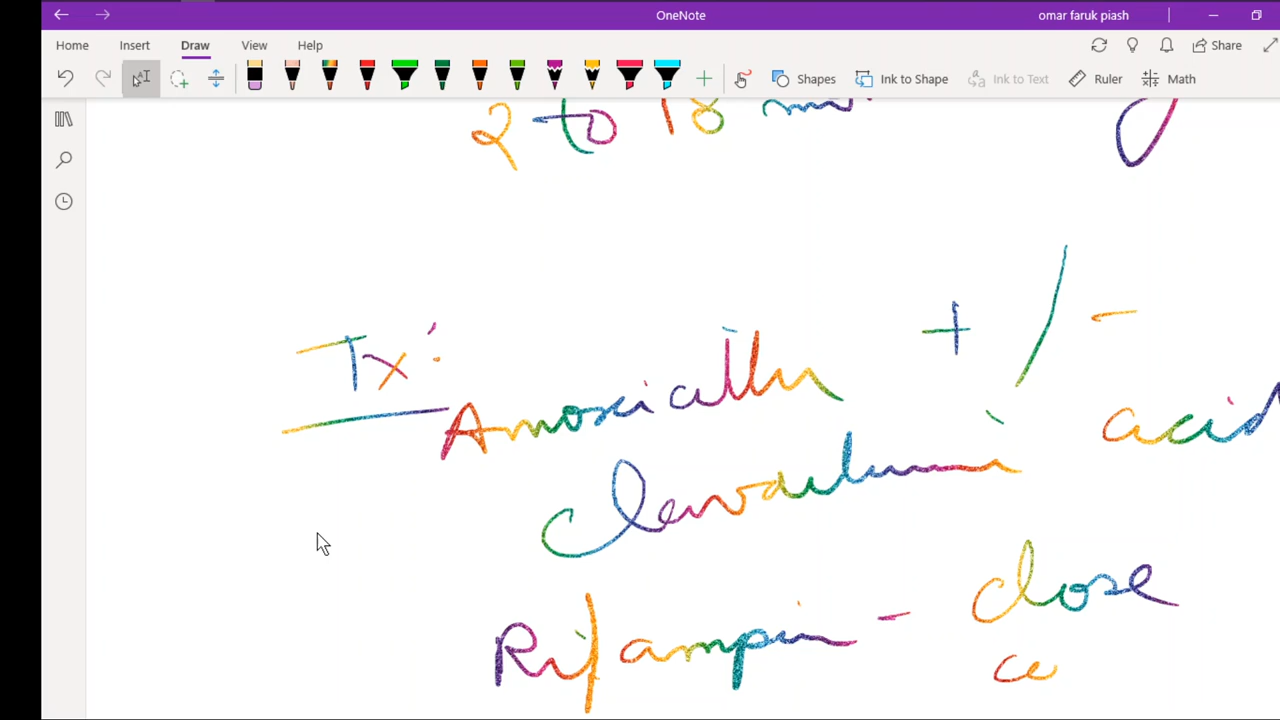 OneNote
omar faruk piash
Home Insert Draw View Help
Share
Shapes Ink to Shape Ink to Text Ruler Math
2 to 18
+ / -
Tx:
Amoxicillin
Clavulanic acid
Rifampin - close